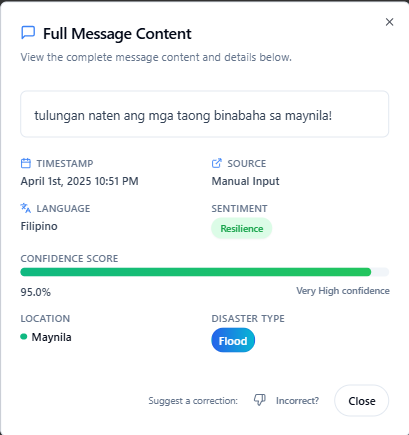 Full Message Content
View the complete message content and details below.
tulungan naten ang mga taong binabaha sa maynila!
TIMESTAMP
April 1st, 2025 10:51 PM
SOURCE
Manual Input
LANGUAGE
Filipino
SENTIMENT
Resilience
CONFIDENCE SCORE
95.0%
Very High confidence
LOCATION
Maynila
DISASTER TYPE
Flood
Suggest a correction:
Incorrect?
Close